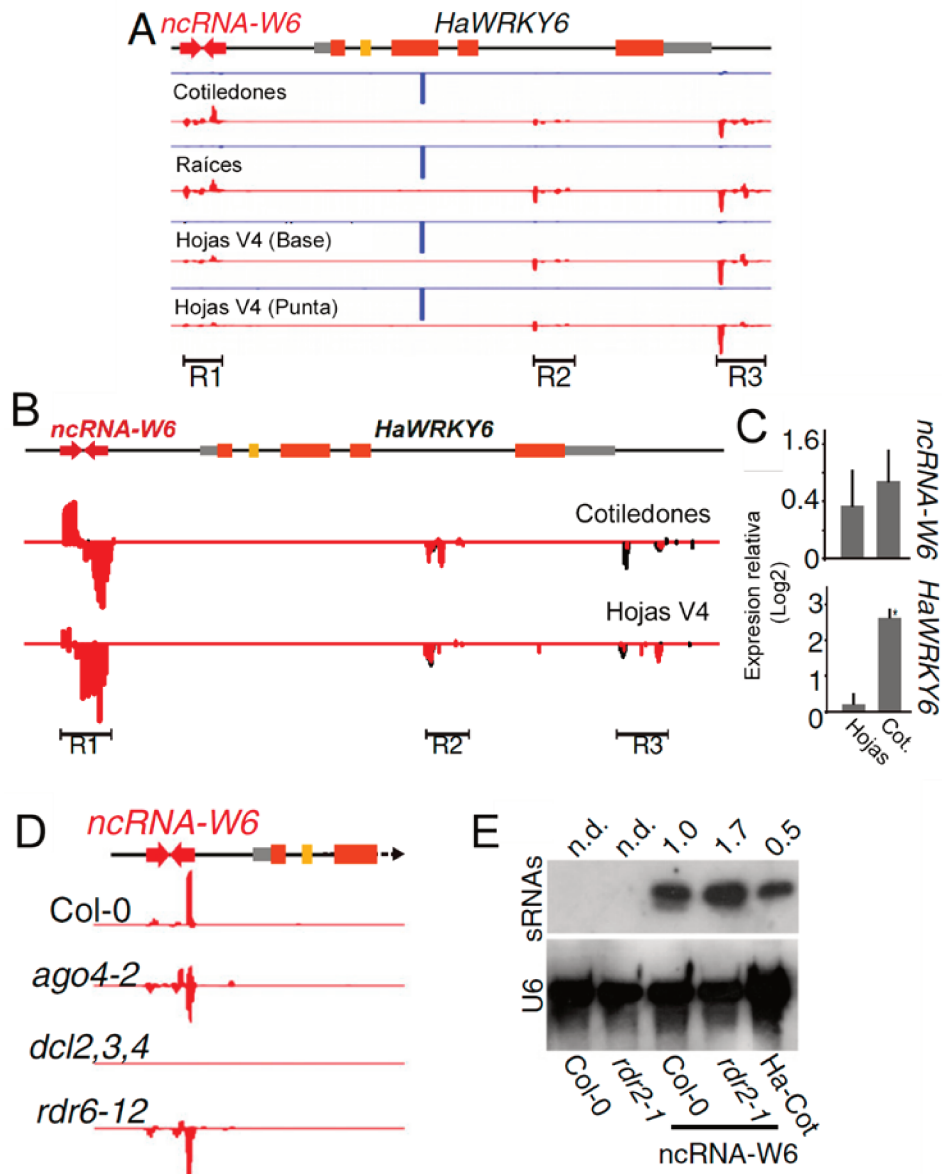 A
ncRNA-W6 HaWRKY6
Cotiledones
Raíces
Hojas V4 (Base)
Hojas V4 (Punta)
R1 R2 R3
B
ncRNA-W6 HaWRKY6
Cotiledones
Hojas V4
R1 R2 R3
C
Expresion relativa
(Log2)
1.6
0.4
0
ncRNA-W6
3
2
1
0
*
HaWRKY6
Hojas
Cot.
D
ncRNA-W6
Col-0
ago4-2
dcl2,3,4
rdr6-12
E
n.d. n.d. 1.0 1.7 0.5
sRNAs
U6
Col-0 rdr2-1 Col-0 rdr2-1 Ha-Cot
ncRNA-W6